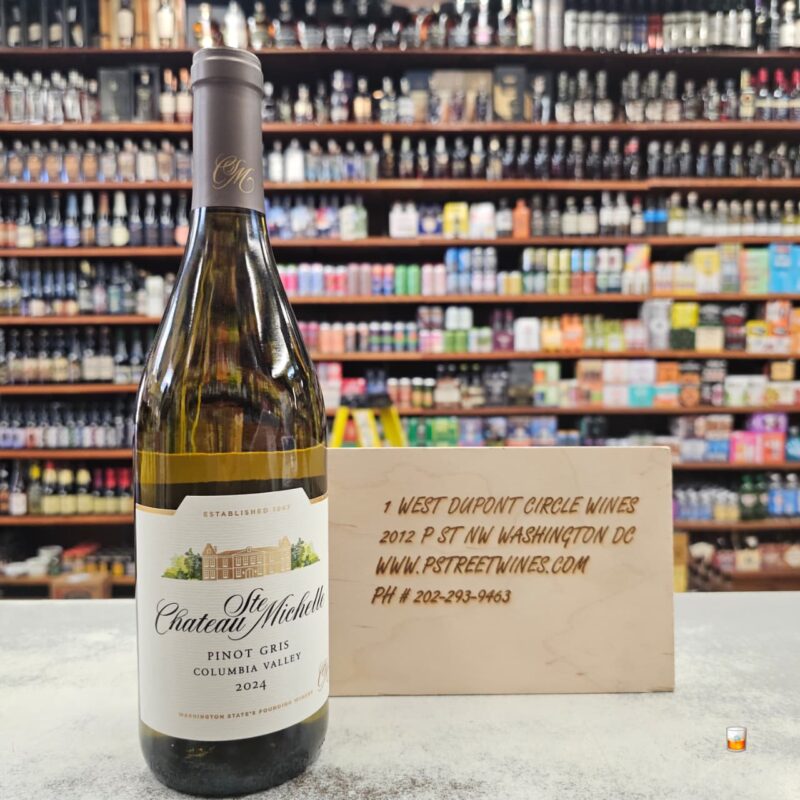 CSM
ESTABLISHED 1967
Ste
Chateau Michelle
PINOT GRIS
COLUMBIA VALLEY
2024
WASHINGTON STATE'S FOUNDING WINERY
1 WEST DUPONT CIRCLE WINES
2012 P ST NW WASHINGTON DC
WWW.PSTREETWINES.COM
PH # 202-293-9463